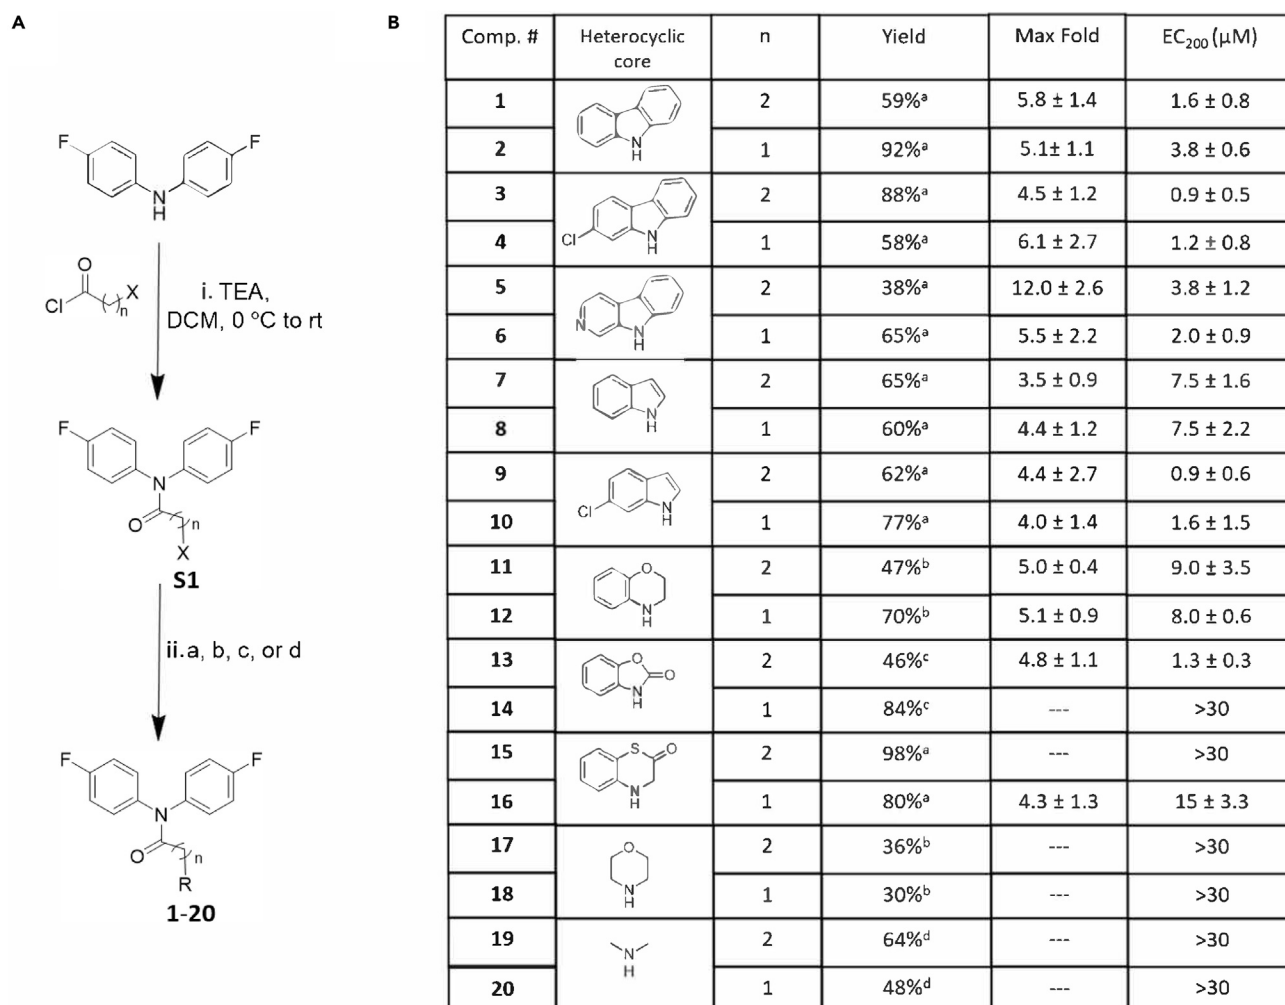 A
F
F
N
H
O
Cl
X
n
i. TEA,
DCM, 0 °C to rt
F
F
N
O
n
X
S1
ii.a, b, c, or d
F
F
N
O
n
R
1-20
B
Comp. # Heterocyclic core n Yield Max Fold EC200 (µM)
1 2 59%ᵃ 5.8 ± 1.4 1.6 ± 0.8
N
H
2 1 92%ᵃ 5.1± 1.1 3.8 ± 0.6
3 2 88%ᵃ 4.5 ± 1.2 0.9 ± 0.5
Cl
N
H
4 1 58%ᵃ 6.1 ± 2.7 1.2 ± 0.8
5 2 38%ᵃ 12.0 ± 2.6 3.8 ± 1.2
N
N
H
6 1 65%ᵃ 5.5 ± 2.2 2.0 ± 0.9
7 2 65%ᵃ 3.5 ± 0.9 7.5 ± 1.6
N
H
8 1 60%ᵃ 4.4 ± 1.2 7.5 ± 2.2
9 2 62%ᵃ 4.4 ± 2.7 0.9 ± 0.6
Cl
N
H
10 1 77%ᵃ 4.0 ± 1.4 1.6 ± 1.5
11 2 47%ᵇ 5.0 ± 0.4 9.0 ± 3.5
O
N
H
12 1 70%ᵇ 5.1 ± 0.9 8.0 ± 0.6
13 2 46%ᶜ 4.8 ± 1.1 1.3 ± 0.3
O
O
N
H
14 1 84%ᶜ --- >30
15 2 98%ᵃ --- >30
S
O
N
H
16 1 80%ᵃ 4.3 ± 1.3 15 ± 3.3
17 2 36%ᵇ --- >30
O
N
H
18 1 30%ᵇ --- >30
19 2 64%ᵈ --- >30
N
H
20 1 48%ᵈ --- >30